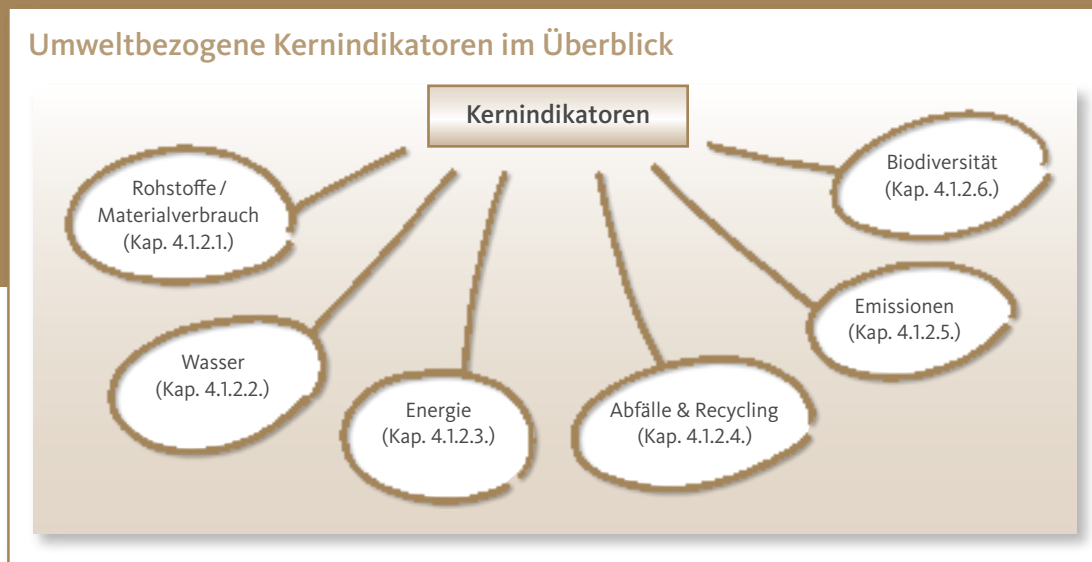 Umweltbezogene Kernindikatoren im Überblick
Kernindikatoren
Rohstoffe /
Materialverbrauch
(Kap. 4.1.2.1.)
Wasser
(Kap. 4.1.2.2.)
Energie
(Kap. 4.1.2.3.)
Abfälle & Recycling
(Kap. 4.1.2.4.)
Emissionen
(Kap. 4.1.2.5.)
Biodiversität
(Kap. 4.1.2.6.)